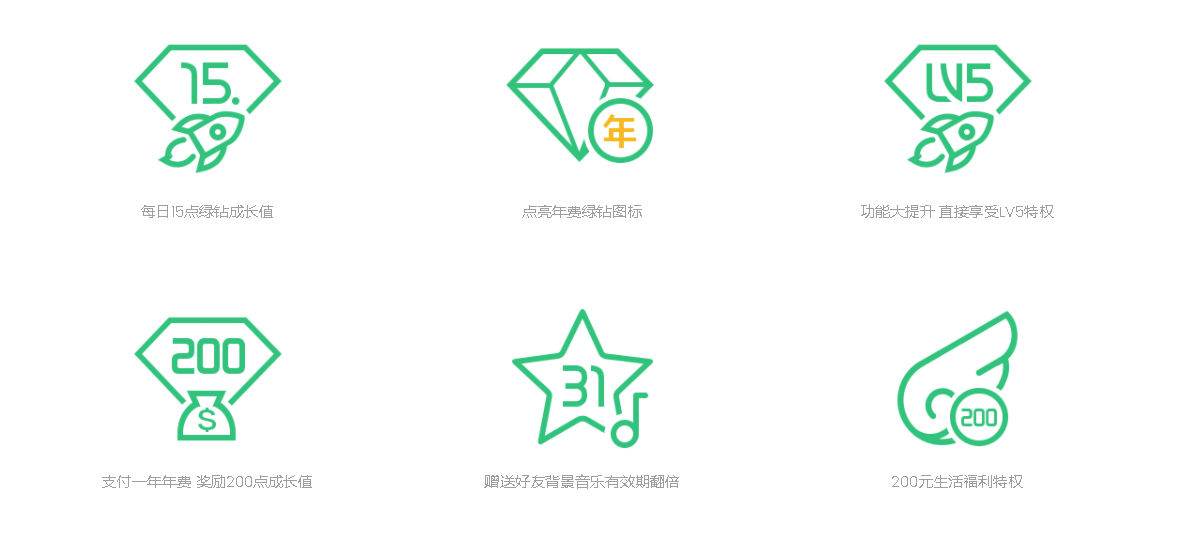 15.
年
LV5
每日15点绿钻成长值
点亮年费绿钻图标
功能大提升 直接享受LV5特权
200
$
31
200
支付一年年费 奖励200点成长值
赠送好友背景音乐有效期翻倍
200元生活福利特权